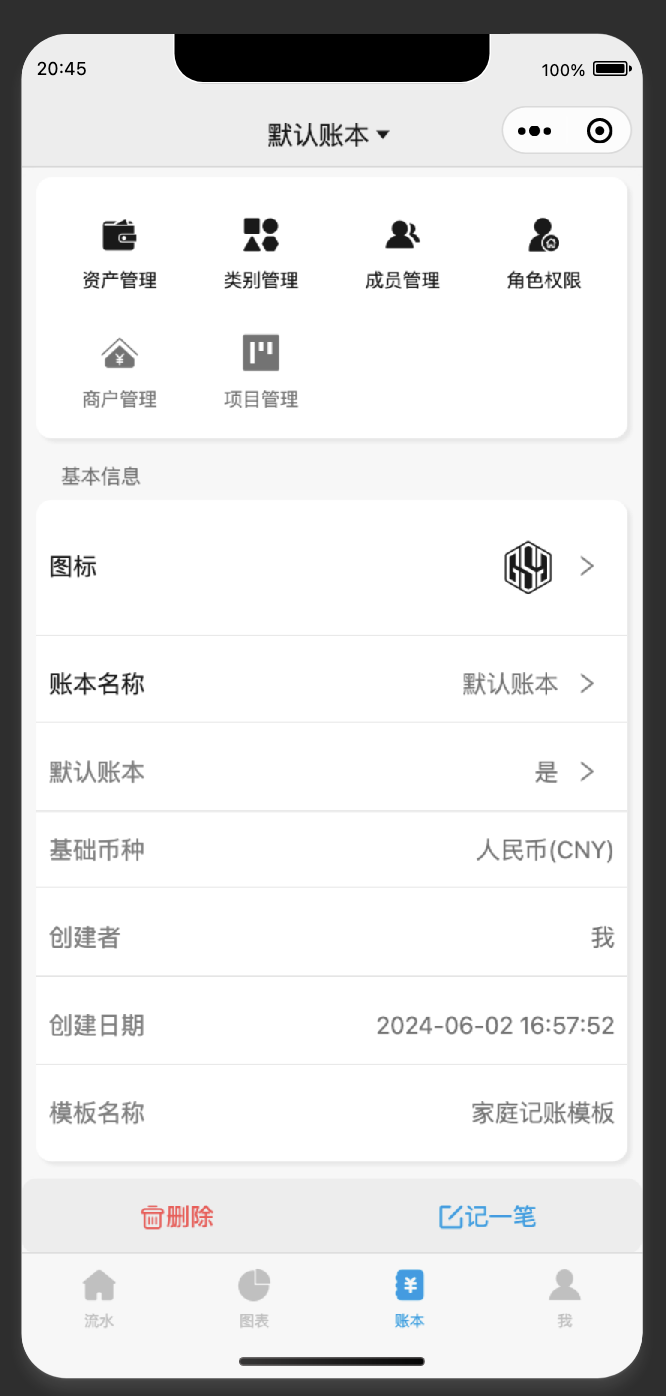 20:45 100%
默认账本
资产管理 类别管理 成员管理 角色权限
商户管理 项目管理
基本信息
图标
账本名称 默认账本
默认账本 是
基础币种 人民币(CNY)
创建者 我
创建日期 2024-06-02 16:57:52
模板名称 家庭记账模板
删除 记一笔
流水 图表 账本 我